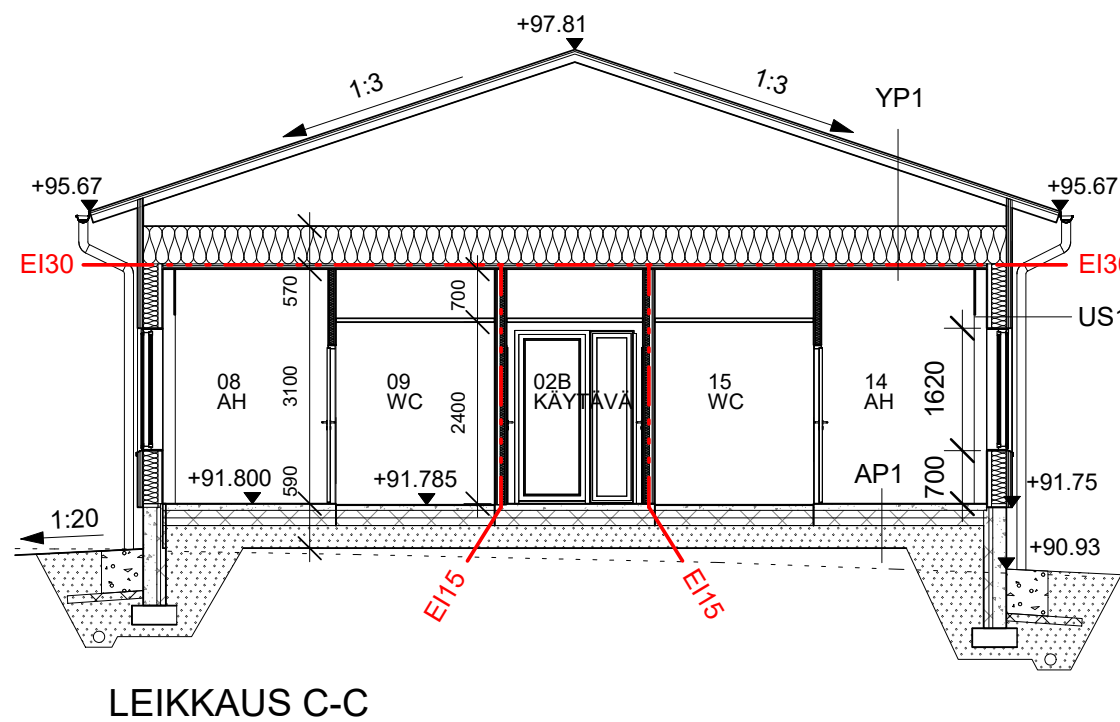 +97.81
1:3
1:3
YP1
+95.67
+95.67
EI30
EI30
570
700
US1
08
AH
3100
09
WC
2400
02B
KÄYTÄVÄ
15
WC
14
AH
1620
+91.800
590
+91.785
AP1
700
+91.75
1:20
+90.93
EI15
EI15
LEIKKAUS C-C